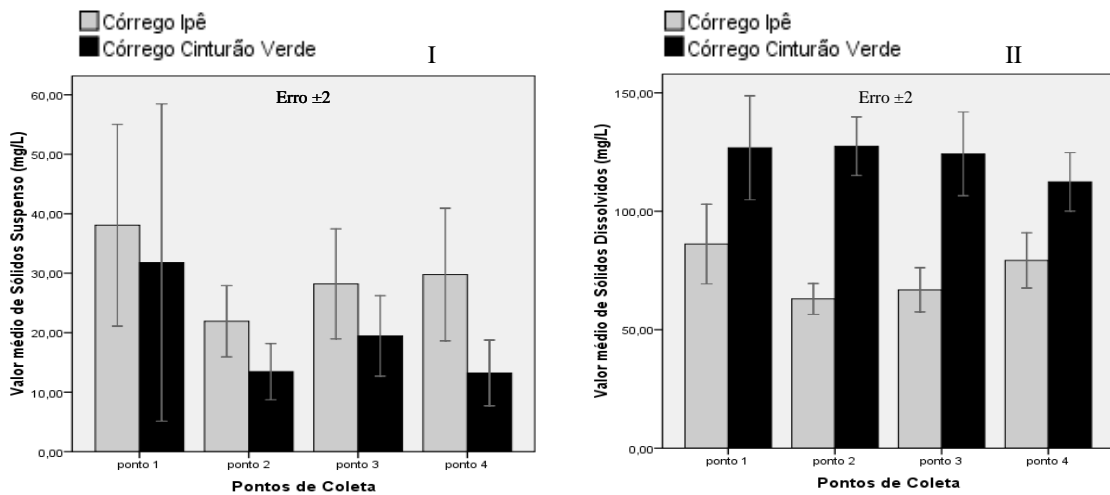 Córrego Ipê
Córrego Cinturão Verde
I
Erro ±2
Valor médio de Sólidos Suspenso (mg/L)
60,00
50,00
40,00
30,00
20,00
10,00
0,00
ponto 1
ponto 2
ponto 3
ponto 4
Pontos de Coleta
Córrego Ipê
Córrego Cinturão Verde
II
Erro ±2
Valor médio de Sólidos Dissolvidos (mg/L)
150,00
100,00
50,00
0,00
ponto 1
ponto 2
ponto 3
ponto 4
Pontos de Coleta